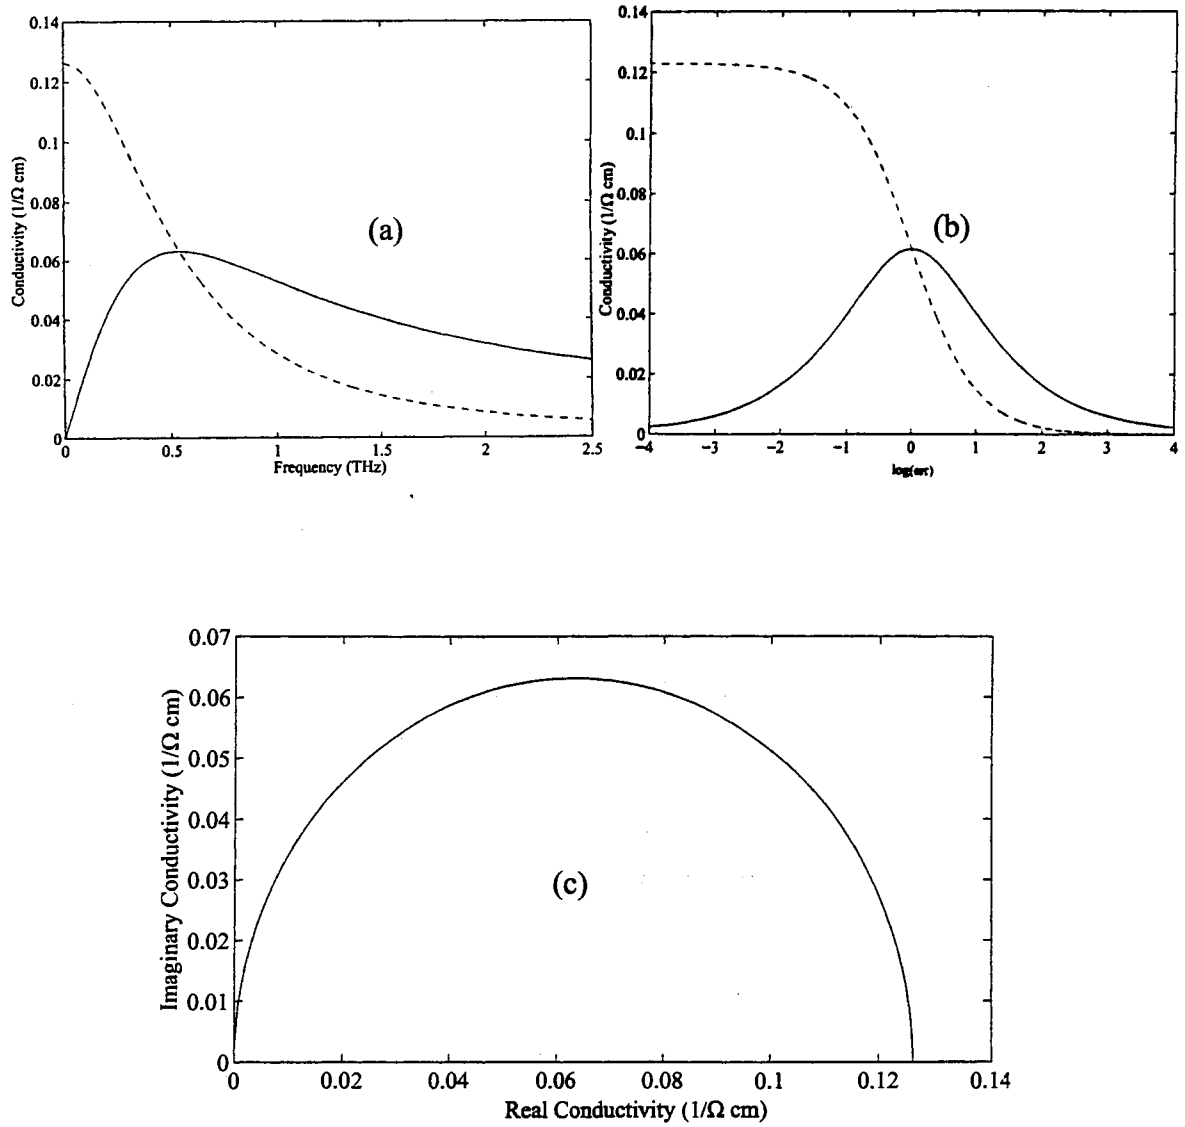 0.14
0.12
0.1
0.08
0.06
0.04
0.02
0
Conductivity (1/Ω cm)
(a)
0 0.5 1 1.5 2 2.5
Frequency (THz)
0.14
0.12
0.1
0.08
0.06
0.04
0.02
0
Conductivity (1/Ω cm)
(b)
−4 −3 −2 −1 0 1 2 3 4
log(ωτ)
0.07
0.06
0.05
0.04
0.03
0.02
0.01
0
Imaginary Conductivity (1/Ω cm)
(c)
0 0.02 0.04 0.06 0.08 0.1 0.12 0.14
Real Conductivity (1/Ω cm)